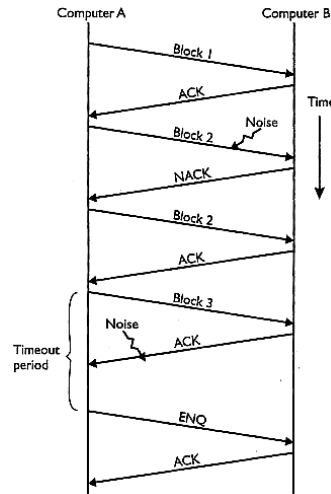 Computer A
Computer B
Block 1
ACK
Time
Noise
Block 2
NACK
Block 2
ACK
Block 3
Noise
ACK
Timeout
period
ENQ
ACK